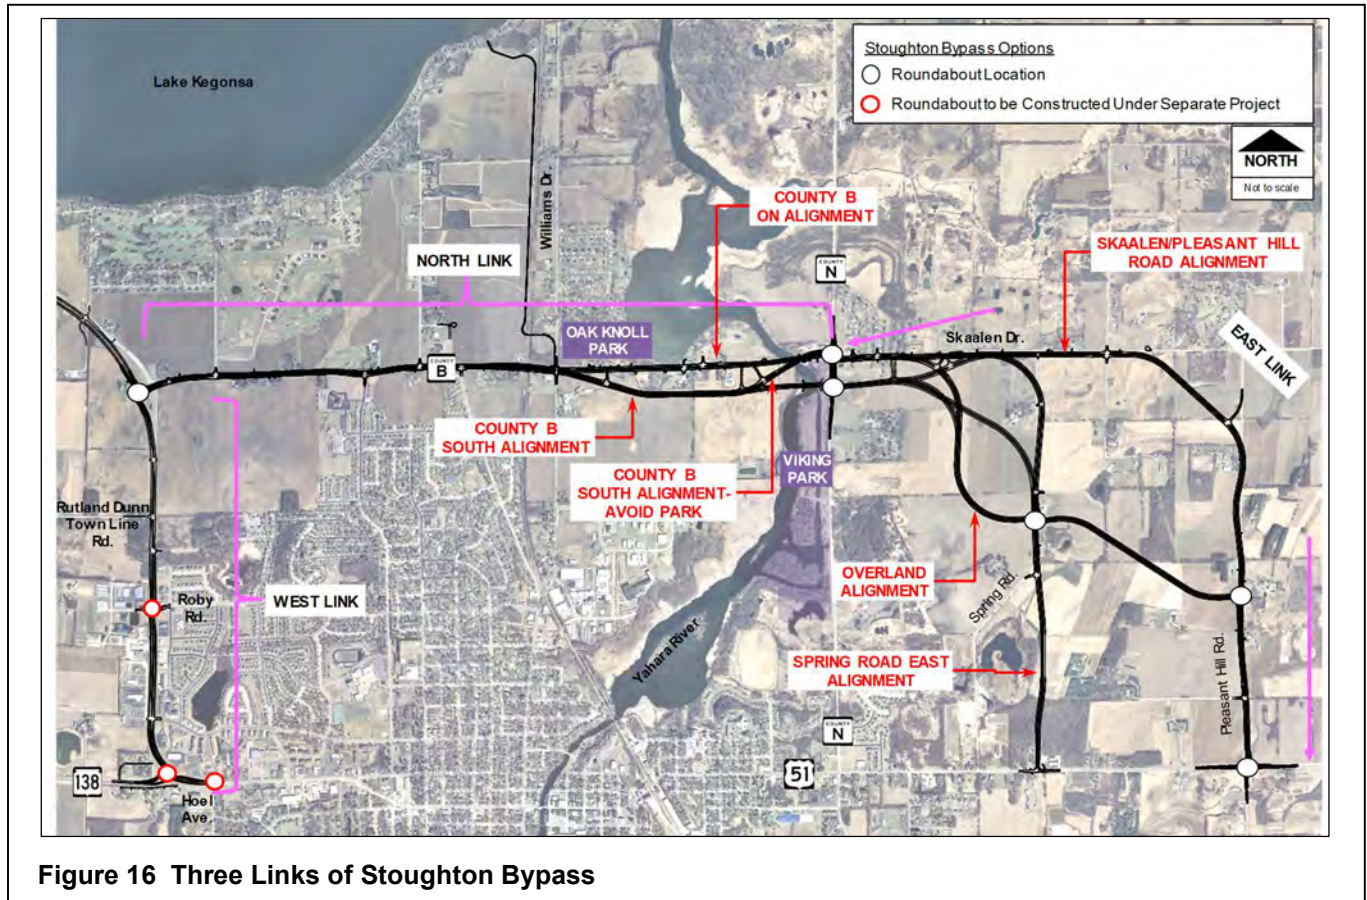 Stoughton Bypass Options
Roundabout Location
Roundabout to be Constructed Under Separate Project
NORTH
Not to scale
Lake Kegonsa
Williams Dr.
COUNTY B
ON ALIGNMENT
COUNTY
N
SKAALEN/PLEASANT HILL
ROAD ALIGNMENT
NORTH LINK
OAK KNOLL
PARK
Skaalen Dr.
EAST LINK
COUNTY
B
COUNTY B
SOUTH ALIGNMENT
COUNTY B
SOUTH ALIGNMENT-
AVOID PARK
VIKING
PARK
Rutland Dunn
Town Line
Rd.
OVERLAND
ALIGNMENT
Spring Rd.
Roby
Rd.
WEST LINK
Yahara River
SPRING ROAD EAST
ALIGNMENT
Pleasant Hill Rd.
COUNTY
N
138
51
Hoel
Ave.
Figure 16 Three Links of Stoughton Bypass